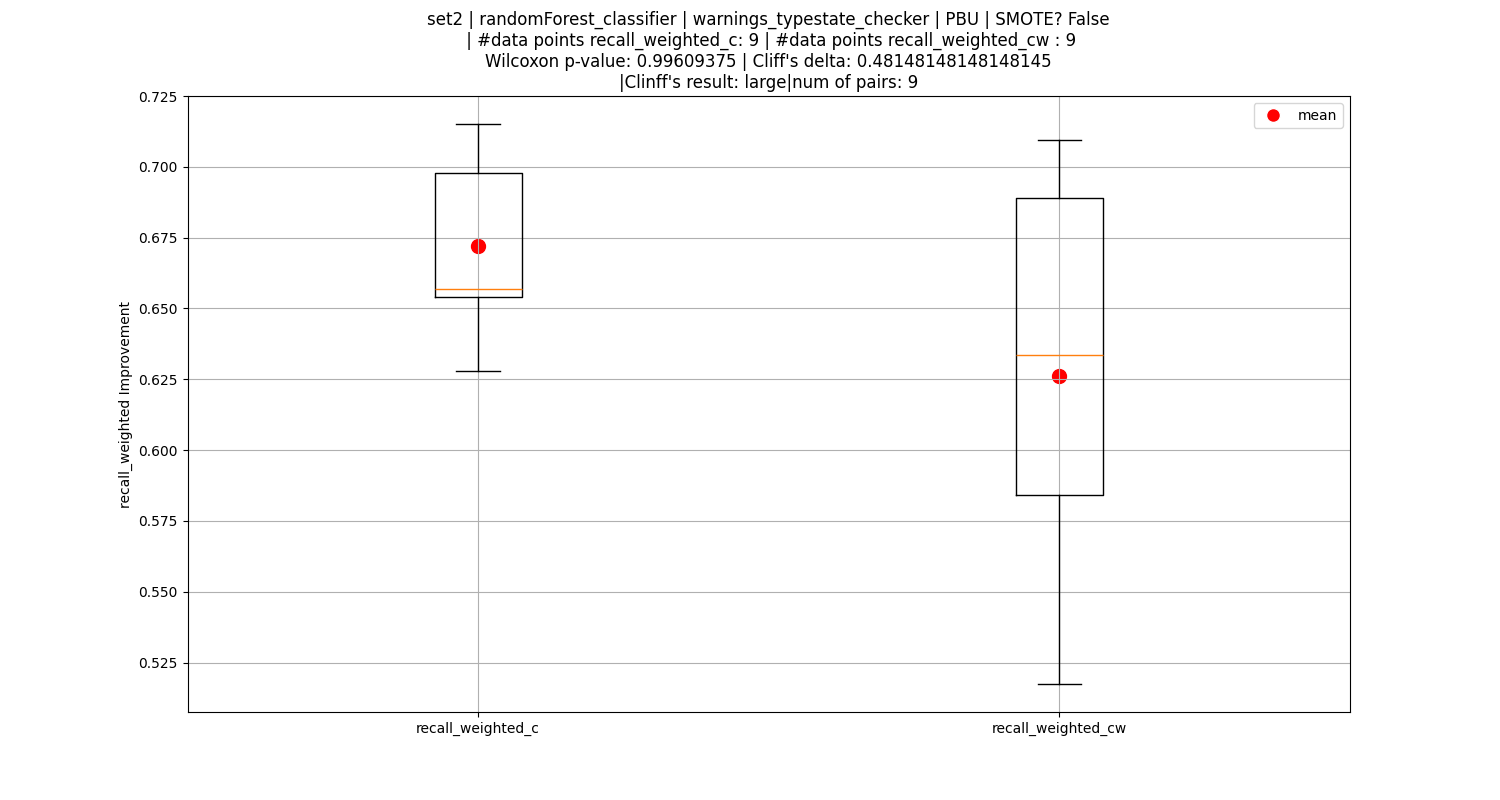 set2 | randomForest_classifier | warnings_typestate_checker | PBU | SMOTE? False
| #data points recall_weighted_c: 9 | #data points recall_weighted_cw : 9
Wilcoxon p-value: 0.99609375 | Cliff's delta: 0.48148148148148145
|Clinff's result: large|num of pairs: 9
mean
recall_weighted Improvement
0.725
0.700
0.675
0.650
0.625
0.600
0.575
0.550
0.525
recall_weighted_c
recall_weighted_cw